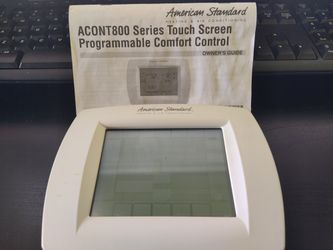 American Standard
HEATING & AIR CONDITIONING
ACONT800 Series Touch Screen
Programmable Comfort Control
OWNER'S GUIDE
American Standard